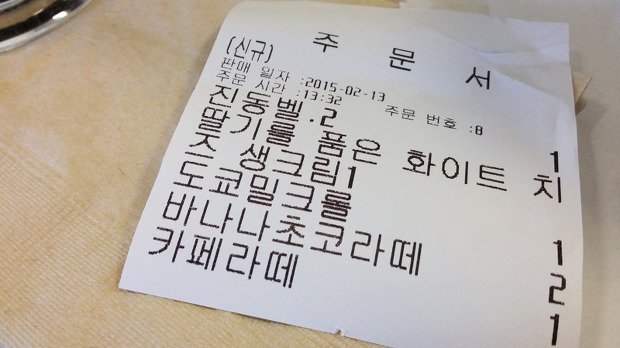 주 문 서
(신규)
판매 일자 :2015-02-13
주문 시간 :13:32 주문 번호 :8
진동벨.2 1
딸기를 품은 화이트 치
즈 생크림1
도쿄밀크롤 1
바나나초코라떼 2
카페라떼 1